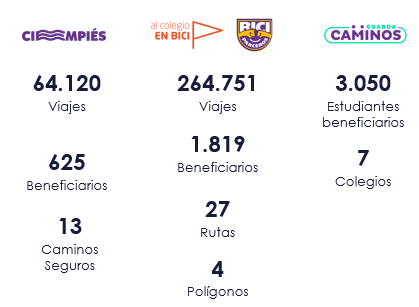 CIEMPIÉS
64.120
Viajes
625
Beneficiarios
13
Caminos
Seguros
al colegio
EN BICI
BICI
PARCEROS
264.751
Viajes
1.819
Beneficiarios
27
Rutas
4
Polígonos
GUARDA
CAMINOS
3.050
Estudiantes
beneficiarios
7
Colegios